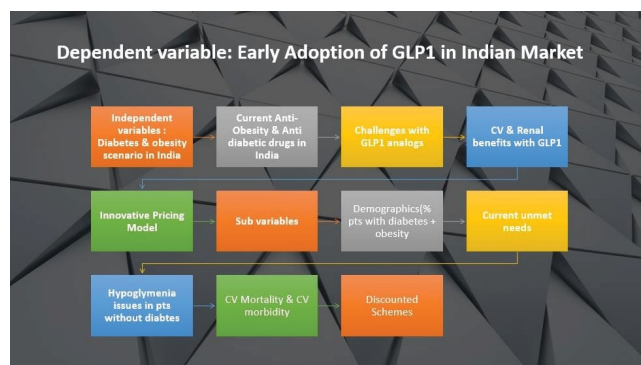 Dependent variable: Early Adoption of GLP1 in Indian Market
Independent
variables :
Diabetes & obesity
scenario in India
Current Anti-
Obesity & Anti
diabetic drugs in
India
Challenges with
GLP1 analogs
CV & Renal
benefits with GLP1
Innovative Pricing
Model
Sub variables
Demographics(%
pts with diabetes +
obesity
Current unmet
needs
Hypoglymenia
issues in pts
without diabtes
CV Mortality & CV
morbidity
Discounted
Schemes